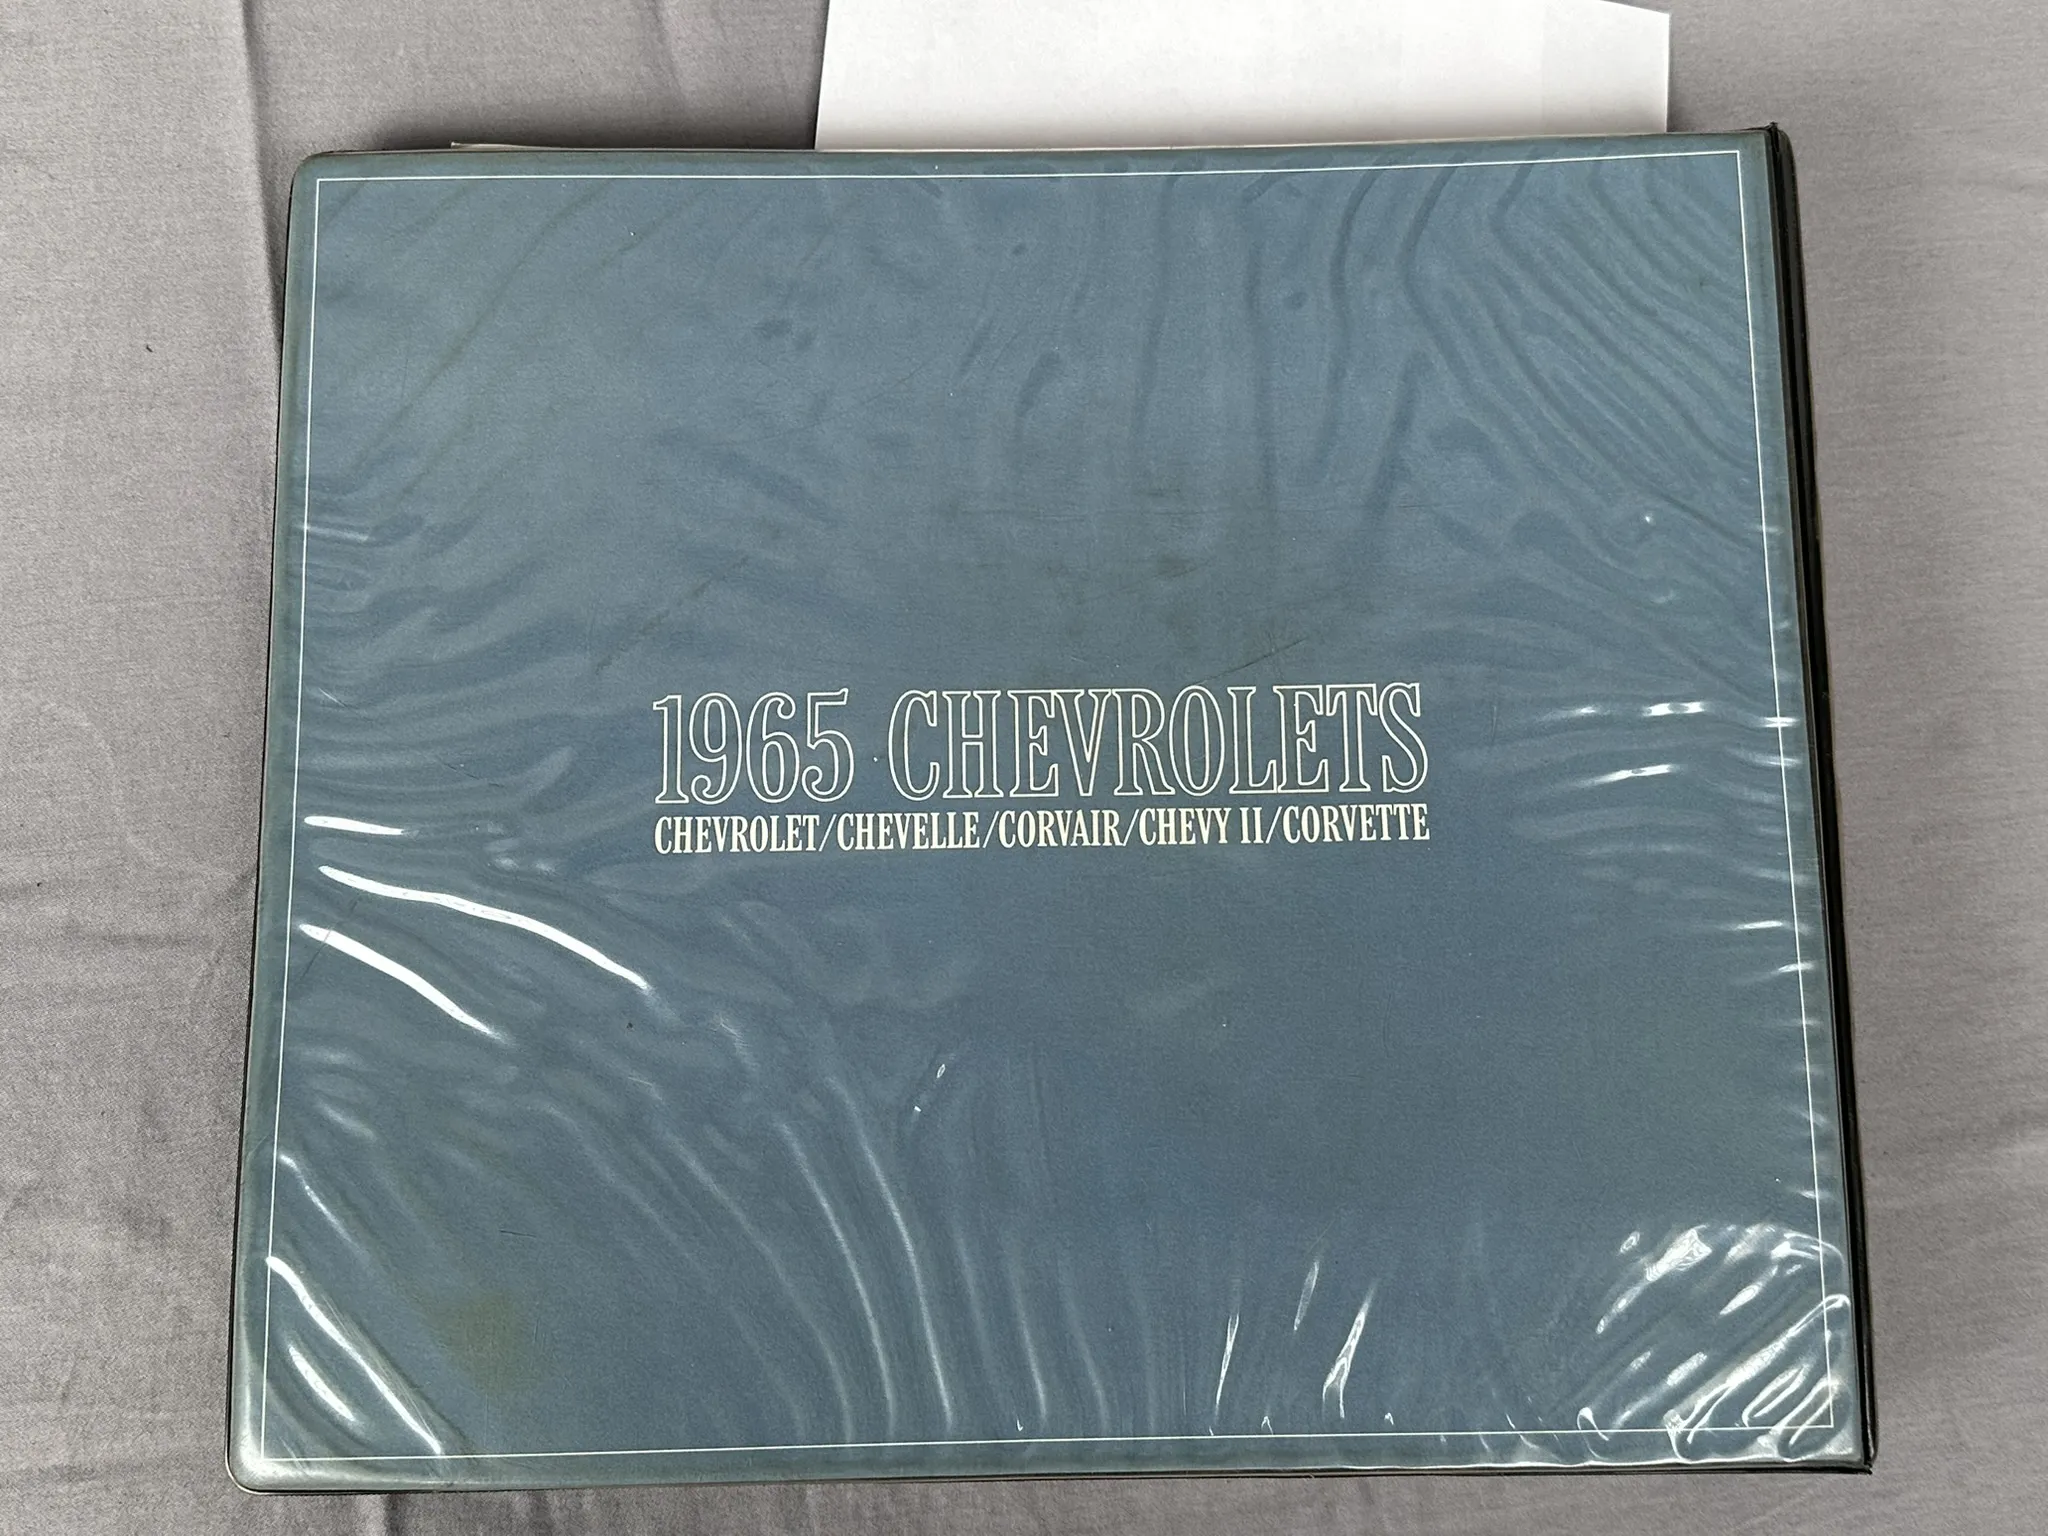 1965 CHEVROLETS
CHEVROLET/CHEVELLE/CORVAIR/CHEVY II/CORVETTE